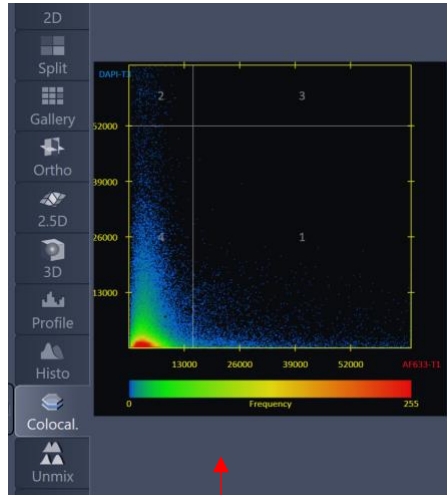 2D
Split
Gallery
Ortho
2.5D
3D
Profile
Histo
Colocal.
Unmix
DAPI-T3
2
3
52000
39000
26000
4
1
13000
13000 26000 39000 52000 AF633-T1
0 Frequency 255